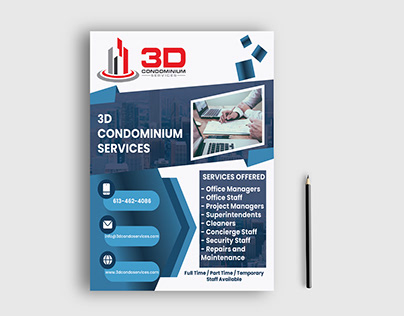 3D
CONDOMINIUM
SERVICES
3D
CONDOMINIUM
SERVICES
613-462-4066
info@3dcondoservices.com
www.3dcondoservices.com
SERVICES OFFERED
- Office Managers
- Office Staff
- Project Managers
- Superintendents
- Cleaners
- Concierge Staff
- Security Staff
- Repairs and
Maintenance
Full Time / Part Time / Temporary
Staff Available